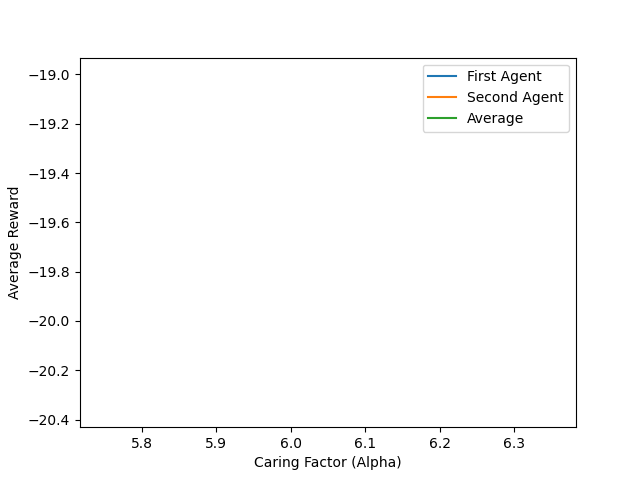 First Agent
Second Agent
Average
−19.0
−19.2
−19.4
−19.6
−19.8
−20.0
−20.2
−20.4
Average Reward
5.8 5.9 6.0 6.1 6.2 6.3
Caring Factor (Alpha)